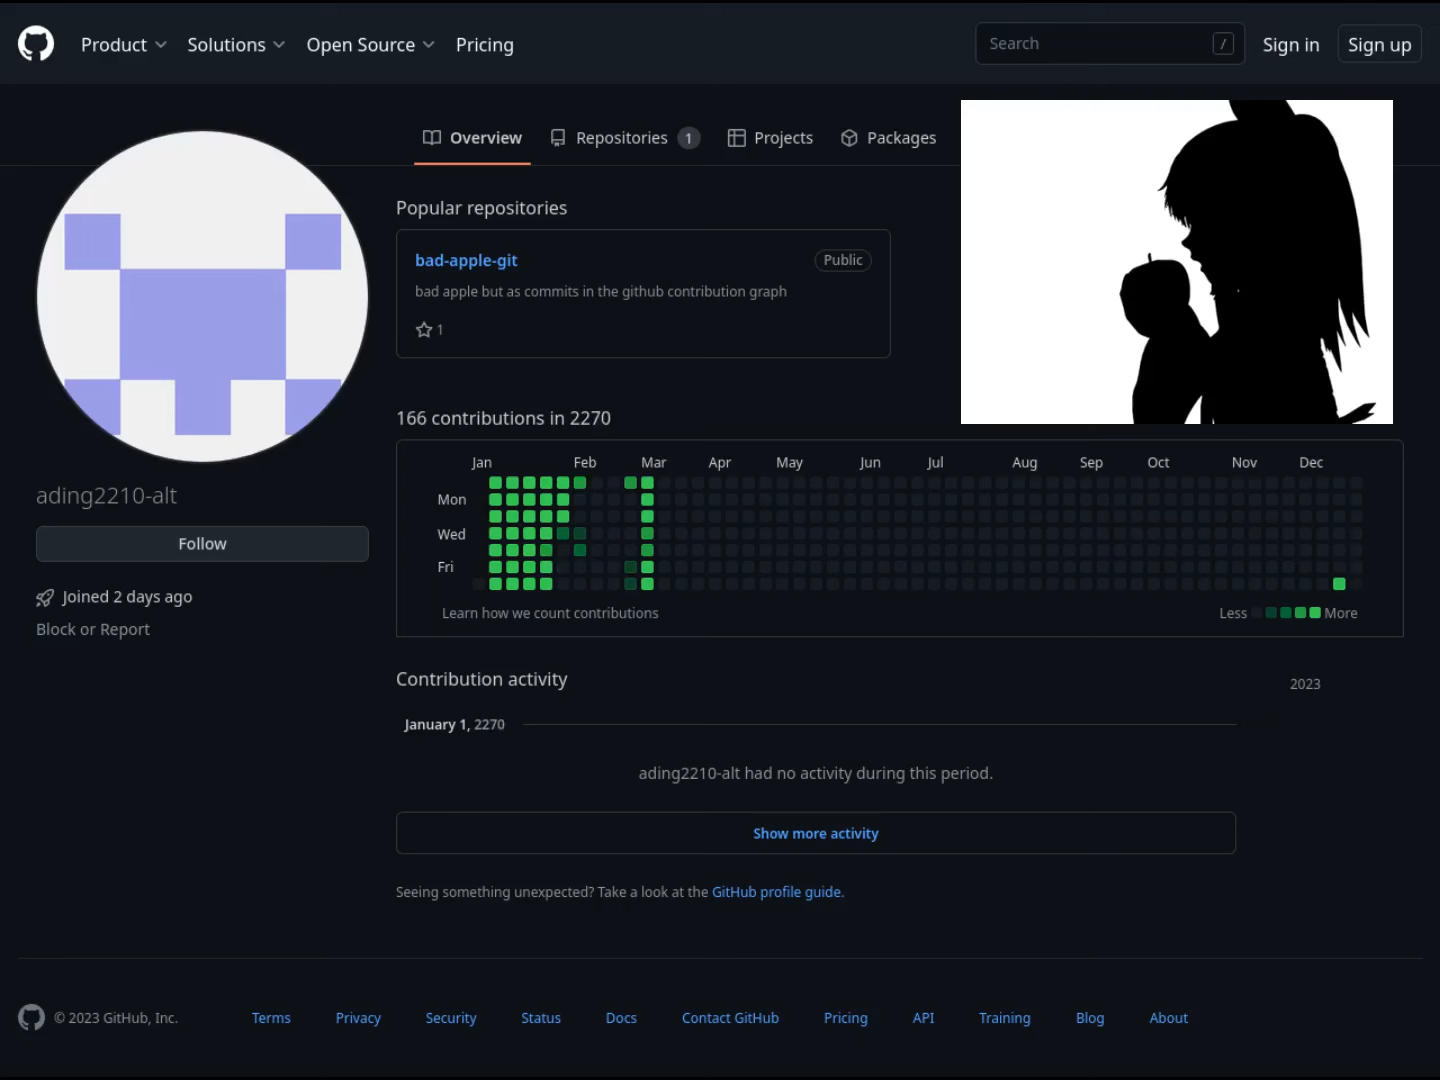 Product Solutions Open Source Pricing Search / Sign in Sign up
Overview Repositories 1 Projects Packages
Popular repositories
bad-apple-git Public
bad apple but as commits in the github contribution graph
1
166 contributions in 2270
Jan Feb Mar Apr May Jun Jul Aug Sep Oct Nov Dec
Mon
Wed
Fri
Learn how we count contributions Less More
ading2210-alt
Follow
Joined 2 days ago
Block or Report
Contribution activity 2023
January 1, 2270
ading2210-alt had no activity during this period.
Show more activity
Seeing something unexpected? Take a look at the GitHub profile guide.
© 2023 GitHub, Inc. Terms Privacy Security Status Docs Contact GitHub Pricing API Training Blog About